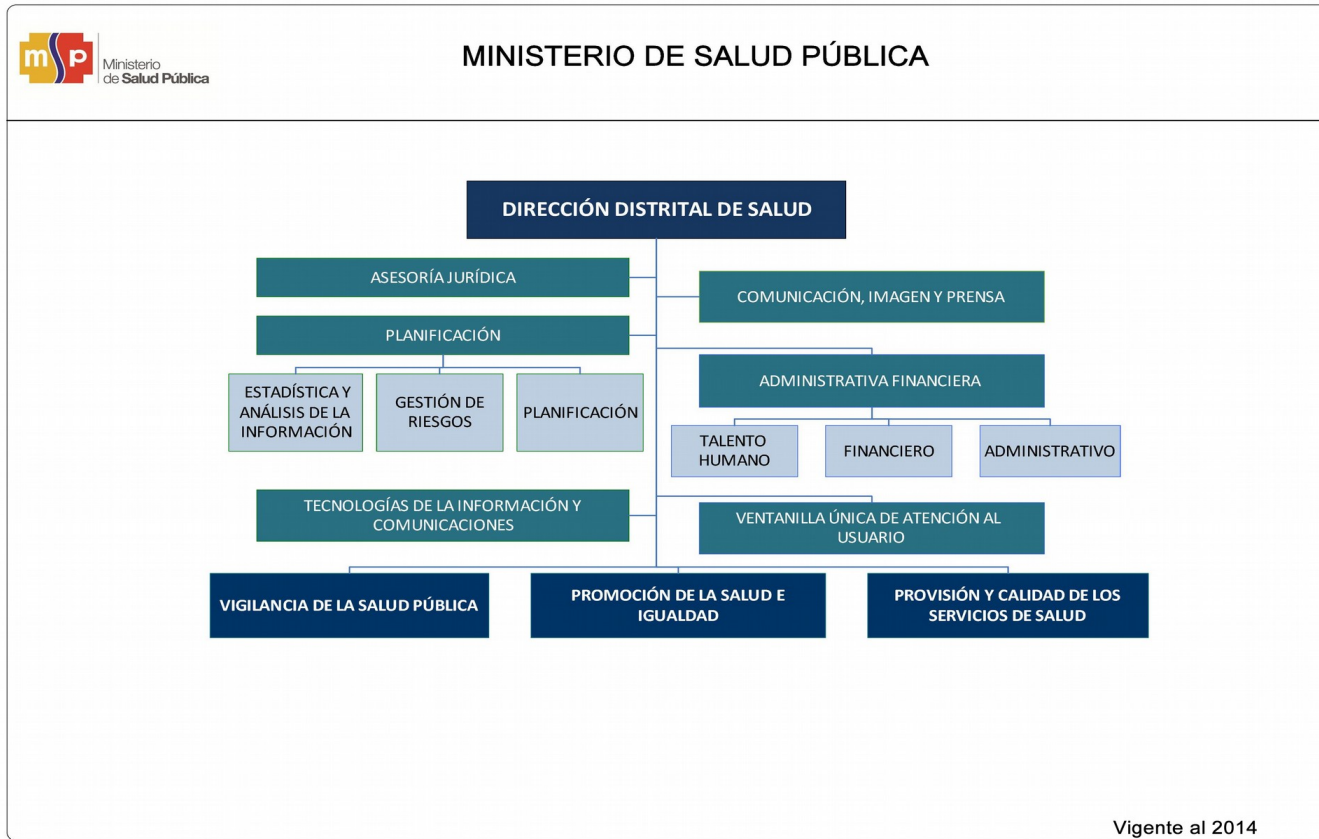 msp
Ministerio
de Salud Pública
MINISTERIO DE SALUD PÚBLICA
DIRECCIÓN DISTRITAL DE SALUD
ASESORÍA JURÍDICA
COMUNICACIÓN, IMAGEN Y PRENSA
PLANIFICACIÓN
ADMINISTRATIVA FINANCIERA
ESTADÍSTICA Y
ANÁLISIS DE LA
INFORMACIÓN
GESTIÓN DE
RIESGOS
PLANIFICACIÓN
TALENTO
HUMANO
FINANCIERO
ADMINISTRATIVO
TECNOLOGÍAS DE LA INFORMACIÓN Y
COMUNICACIONES
VENTANILLA ÚNICA DE ATENCIÓN AL
USUARIO
VIGILANCIA DE LA SALUD PÚBLICA
PROMOCIÓN DE LA SALUD E
IGUALDAD
PROVISIÓN Y CALIDAD DE LOS
SERVICIOS DE SALUD
Vigente al 2014